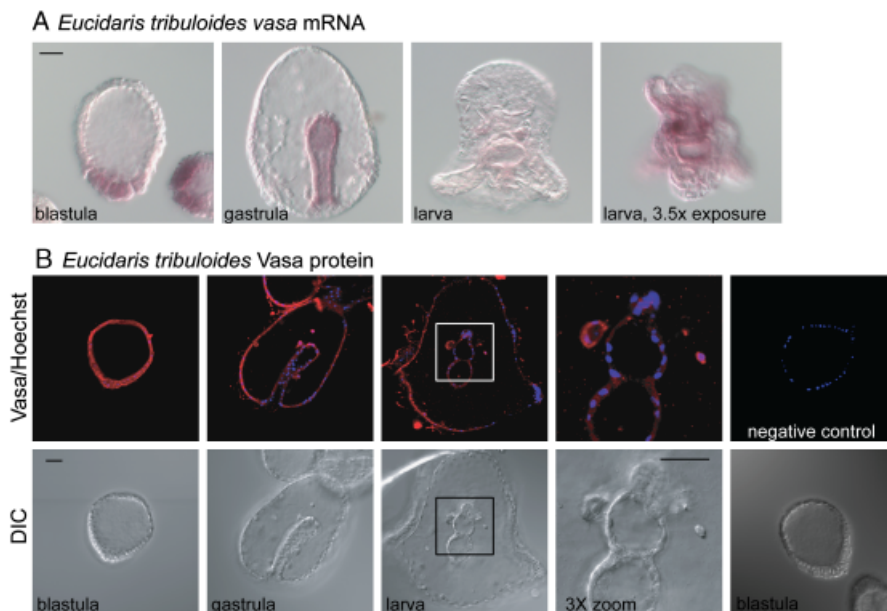 A Eucidaris tribuloides vasa mRNA
blastula
gastrula
larva
larva, 3.5x exposure
B Eucidaris tribuloides Vasa protein
Vasa/Hoechst
negative control
DIC
blastula
gastrula
larva
3X zoom
blastula